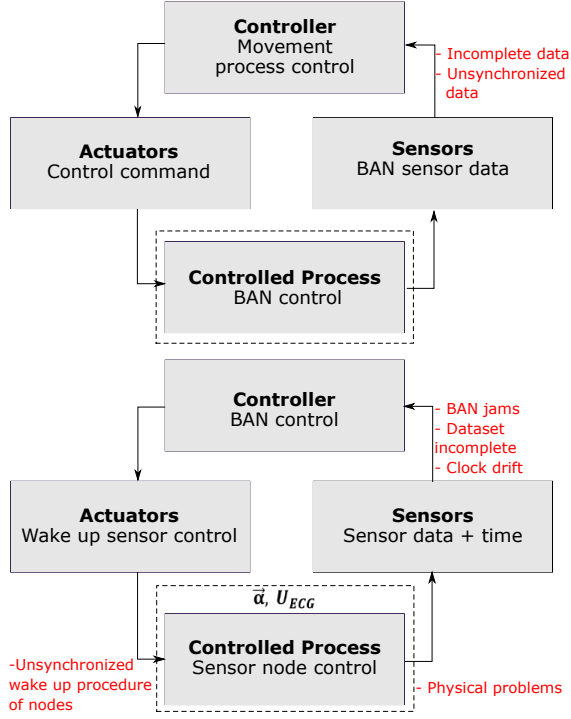 Controller
Movement
process control
- Incomplete data
- Unsynchronized
data
Actuators
Control command
Sensors
BAN sensor data
Controlled Process
BAN control
Controller
BAN control
- BAN jams
- Dataset
incomplete
- Clock drift
Actuators
Wake up sensor control
Sensors
Sensor data + time
α⃗, U_ECG
Controlled Process
Sensor node control
-Unsynchronized
wake up procedure
of nodes
- Physical problems